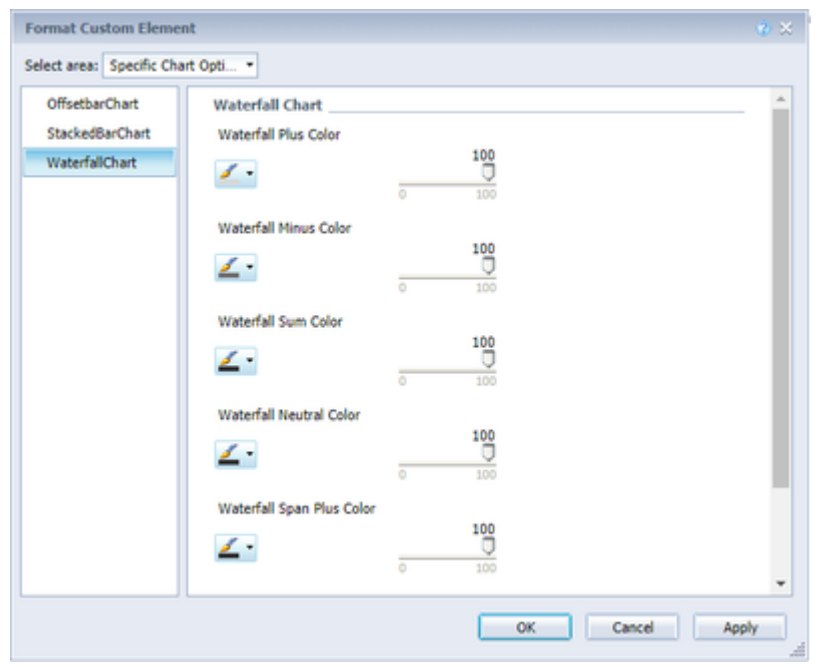 Format Custom Element
Select area: Specific Chart Opti...
OffsetbarChart
StackedBarChart
WaterfallChart
Waterfall Chart
Waterfall Plus Color
100
0 100
Waterfall Minus Color
100
0 100
Waterfall Sum Color
100
0 100
Waterfall Neutral Color
100
0 100
Waterfall Span Plus Color
100
0 100
OK Cancel Apply